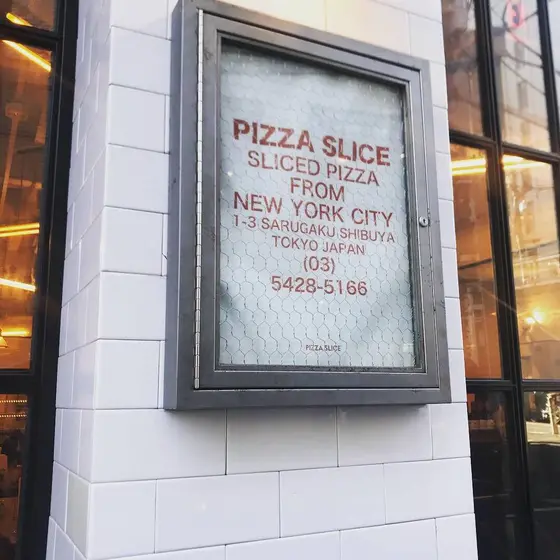 PIZZA SLICE
SLICED PIZZA
FROM
NEW YORK CITY
1-3 SARUGAKU SHIBUYA
TOKYO JAPAN
(03)
5428-5166
PIZZA SLICE